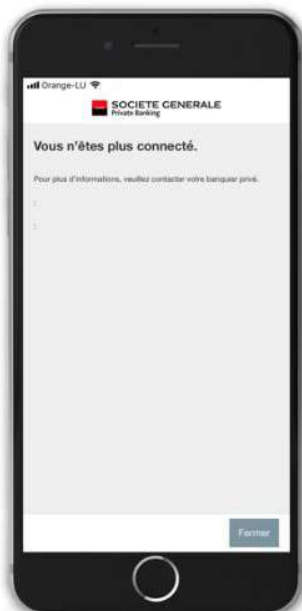 Orange-LU
SOCIETE GENERALE
Private Banking
Vous n'êtes plus connecté.
Pour plus d'informations, veuillez contacter votre banquier privé.
:
:
Fermer